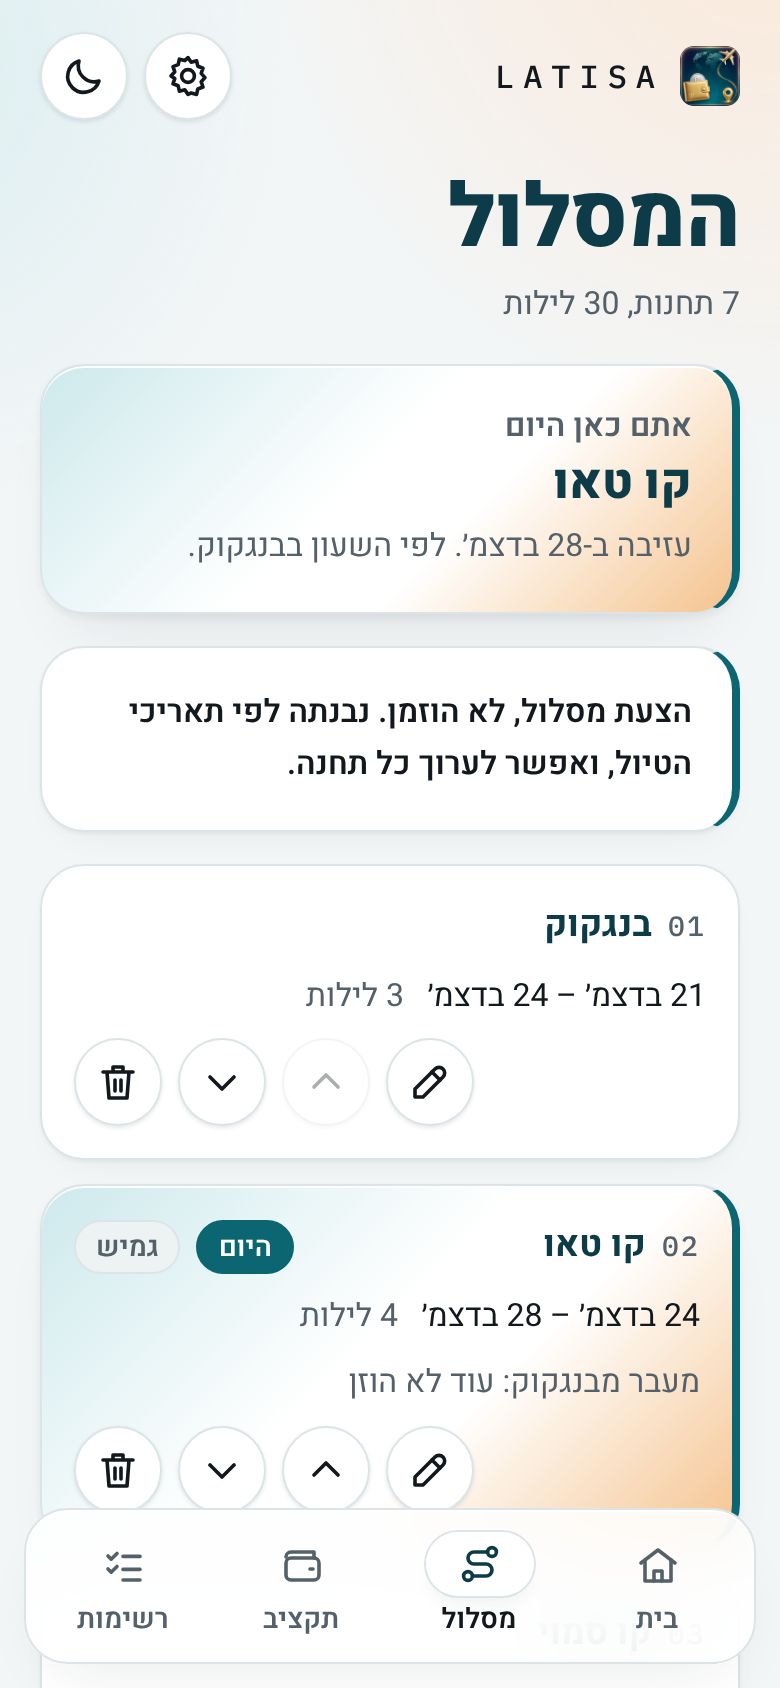 LATISA
המסלול
7 תחנות, 30 לילות
אתם כאן היום
קו טאו
עזיבה ב-28 בדצמ׳. לפי השעון בבנגקוק.
הצעת מסלול, לא הוזמן. נבנתה לפי תאריכי
הטיול, ואפשר לערוך כל תחנה.
01 בנגקוק
21 בדצמ׳ – 24 בדצמ׳ 3 לילות
02 קו טאו היום גמיש
24 בדצמ׳ – 28 בדצמ׳ 4 לילות
מעבר מבנגקוק: עוד לא הוזן
03 קו סמוי
בית מסלול תקציב רשימות